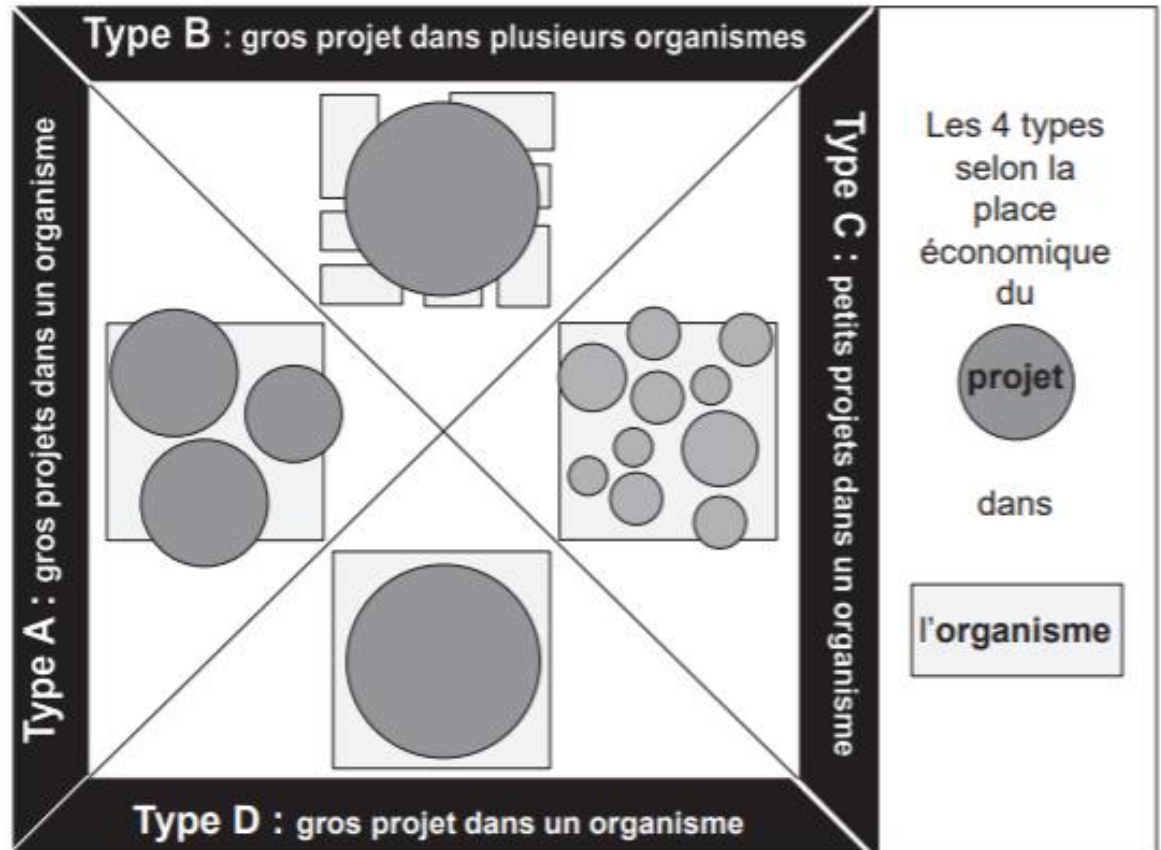 Type B : gros projet dans plusieurs organismes
Type A : gros projets dans un organisme
Type C : petits projets dans un organisme
Type D : gros projet dans un organisme
Les 4 types
selon la
place
économique
du
projet
dans
l'organisme